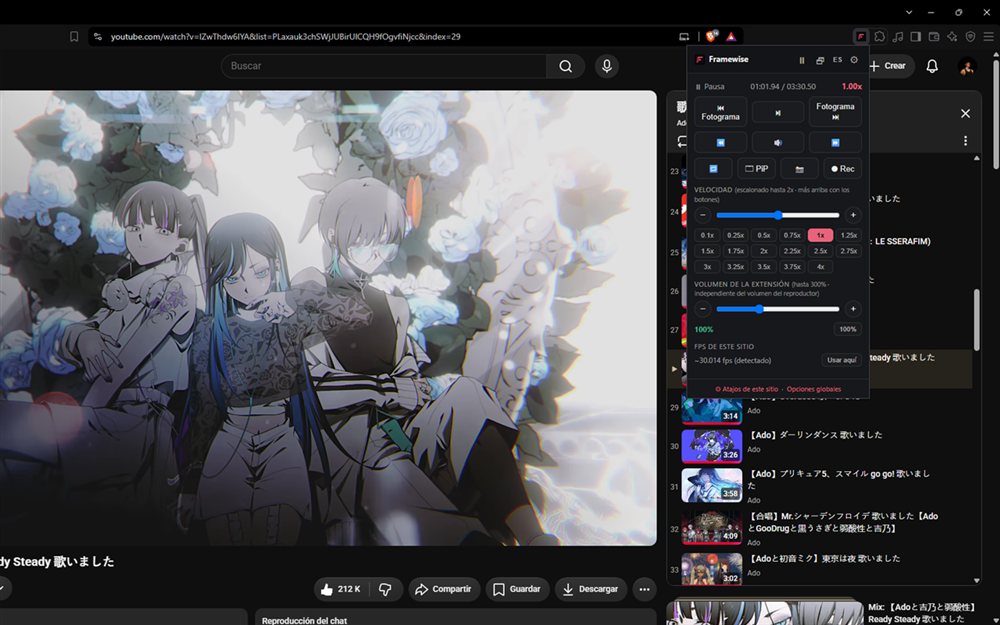 youtube.com/watch?v=IZwThdw6IYA&list=PLaxauk3chSWjUBirUICQH9fOgvfiNjcc&index=29
Buscar
Crear
Framewise
ES
Pausa
01:01.94 / 03:30.50
1.00x
Fotograma
Fotograma
PiP
Rec
VELOCIDAD (escalonado hasta 2x - más arriba con los
botones)
−
+
0.1x 0.25x 0.5x 0.75x 1x 1.25x
1.5x 1.75x 2x 2.25x 2.5x 2.75x
3x 3.25x 3.5x 3.75x 4x
VOLUMEN DE LA EXTENSIÓN (hasta 300% -
independiente del volumen del reproductor)
−
+
100%
100%
FPS DE ESTE SITIO
~30.014 fps (detectado)
Usar aquí
Atajos de este sitio · Opciones globales
23
いました
24
: LE SSERAFIM)
25
26
27
teady 歌いました
29
3:14
Ado
30
3:26
【Ado】ダーリンダンス 歌いました
Ado
31
3:58
【Ado】プリキュア5、スマイル go go! 歌いまし
た
Ado
32
4:09
【合唱】Mr.シャーデンフロイデ 歌いました【Ado
とGooDrugと黒うさぎと弱酸性と吉乃】
Ado
33
3:02
【Adoと初音ミク】東京は夜 歌いました
Ado
dy Steady 歌いました
212 K
Compartir
Guardar
Descargar
Reproducción del chat
Mix: 【Adoと吉乃と弱酸性】
Ready Steady 歌いました